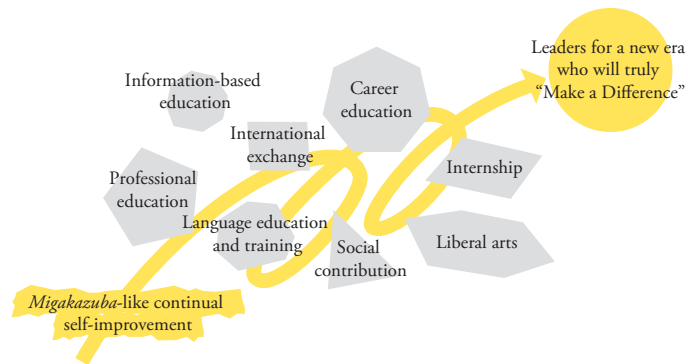 Leaders for a new era
who will truly
“Make a Difference”
Information-based
education
Career
education
International
exchange
Internship
Professional
education
Language education
and training
Social
contribution
Liberal arts
Migakazuba-like continual
self-improvement